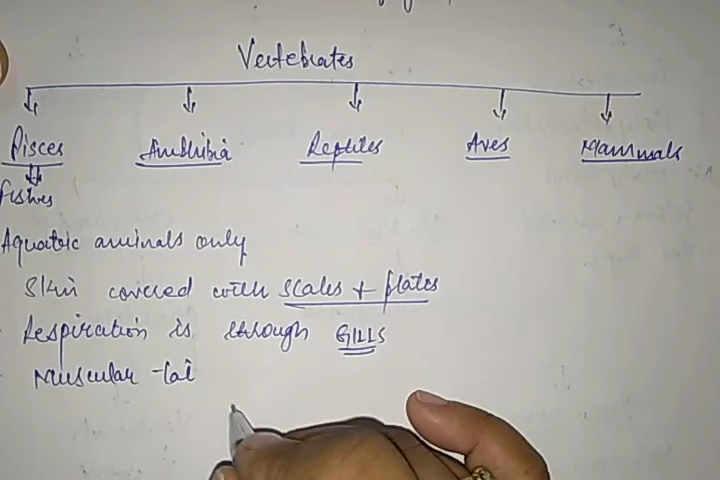 Vertebrates
Pisces Amphibia Reptiles Aves Mammals
Fishes
Aquatic animals only
Skin covered with scales + plates
Respiration is through GILLS
Muscular tai